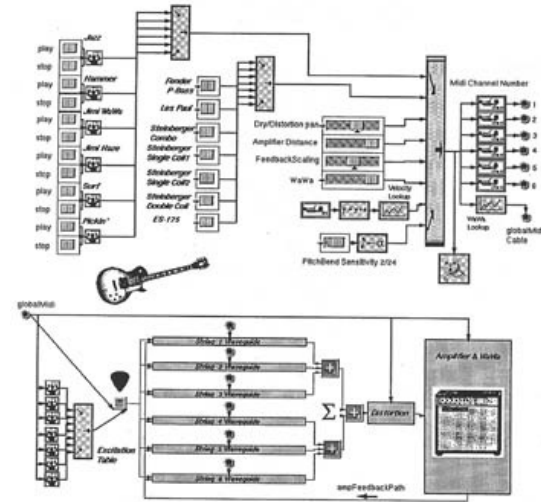 Jazz
play
stop
Hammer
play
stop
Jimi WaWa
play
stop
Jimi Haze
play
stop
Surf
play
stop
Pickin'
play
stop
Fender
P-Bass
Les Paul
Steinberger
Combo
Steinberger
Single Coil1
Steinberger
Single Coil2
Steinberger
Double Coil
ES-175
Dry/Distortion pan
Amplifier Distance
FeedbackScaling
WaWa
Velocity
Lookup
PitchBend Sensitivity 2/24
Midi Channel Number
1
2
3
4
5
6
WaWa
Lookup
globalMidi
Cable
globalMidi
Excitation
Table
String 1 Waveguide
String 2 Waveguide
String 3 Waveguide
String 4 Waveguide
String 5 Waveguide
String 6 Waveguide
Σ
Distortion
Amplifier & WaWa
ampFeedbackPath